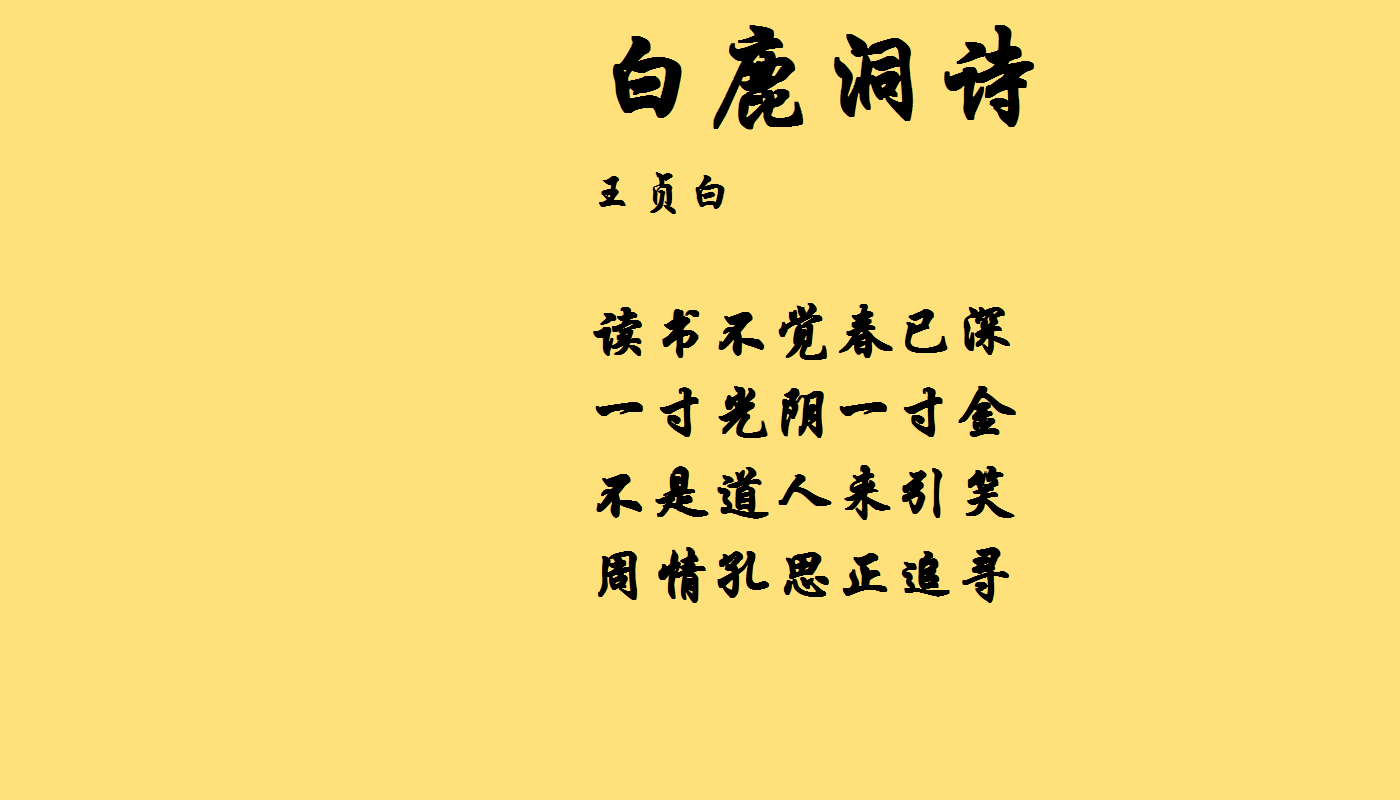 白鹿洞诗
王贞白
读书不觉春已深
一寸光阴一寸金
不是道人来引笑
周情孔思正追寻